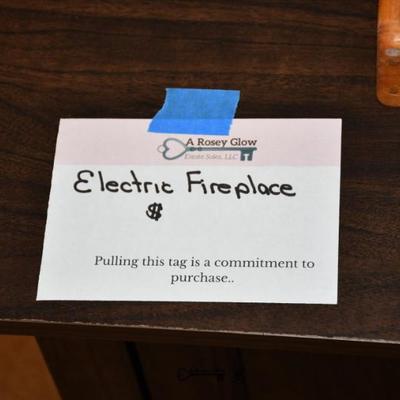 A Rosey Glow
Estate Sales, LLC
Electric Fireplace
$
Pulling this tag is a commitment to
purchase..